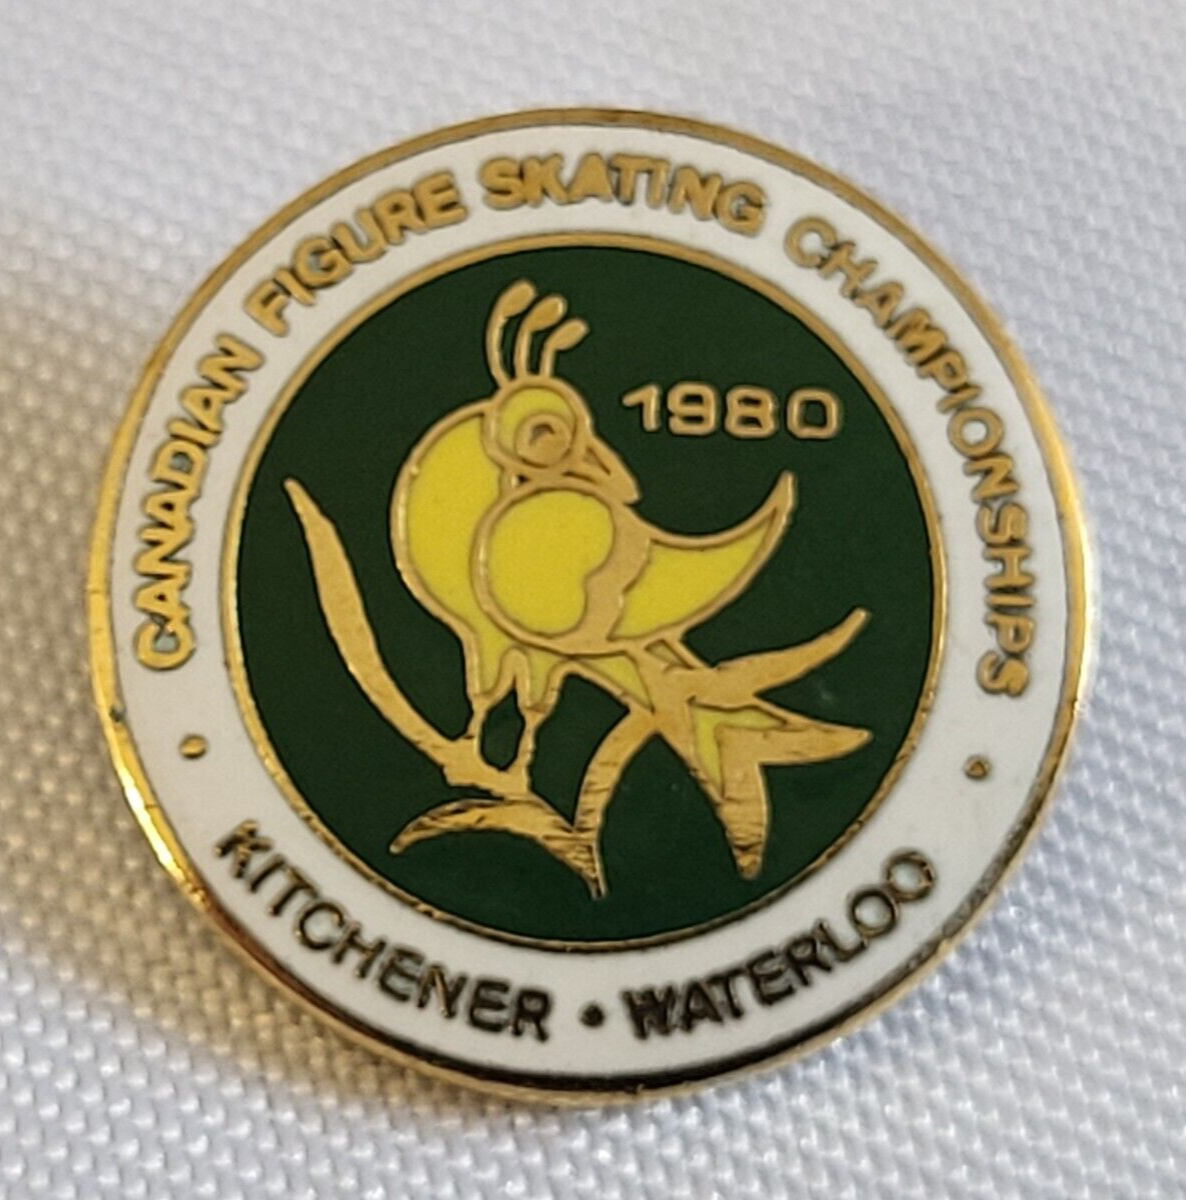 CANADIAN FIGURE SKATING CHAMPIONSHIPS
1980
KITCHENER • WATERLOO